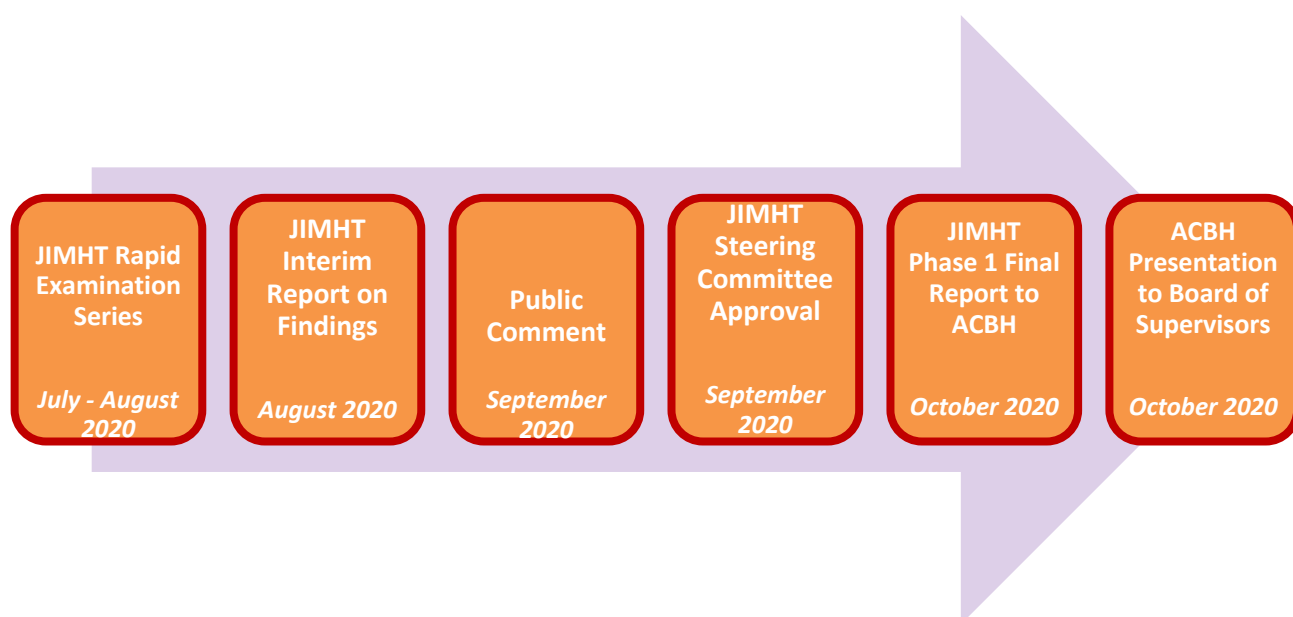 JIMHT Rapid
Examination
Series
July - August
2020
JIMHT
Interim
Report on
Findings
August 2020
Public
Comment
September
2020
JIMHT
Steering
Committee
Approval
September
2020
JIMHT
Phase 1 Final
Report to
ACBH
October 2020
ACBH
Presentation
to Board of
Supervisors
October 2020